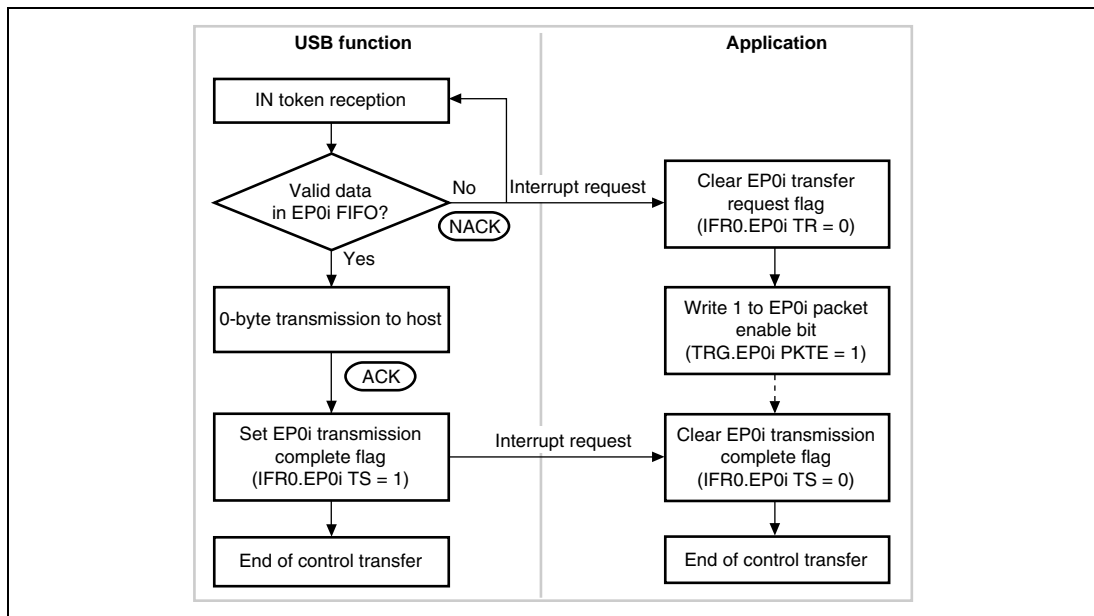 USB function
Application
IN token reception
Valid data
in EP0i FIFO?
No
NACK
Interrupt request
Clear EP0i transfer
request flag
(IFR0.EP0i TR = 0)
Yes
0-byte transmission to host
Write 1 to EP0i packet
enable bit
(TRG.EP0i PKTE = 1)
ACK
Set EP0i transmission
complete flag
(IFR0.EP0i TS = 1)
Interrupt request
Clear EP0i transmission
complete flag
(IFR0.EP0i TS = 0)
End of control transfer
End of control transfer